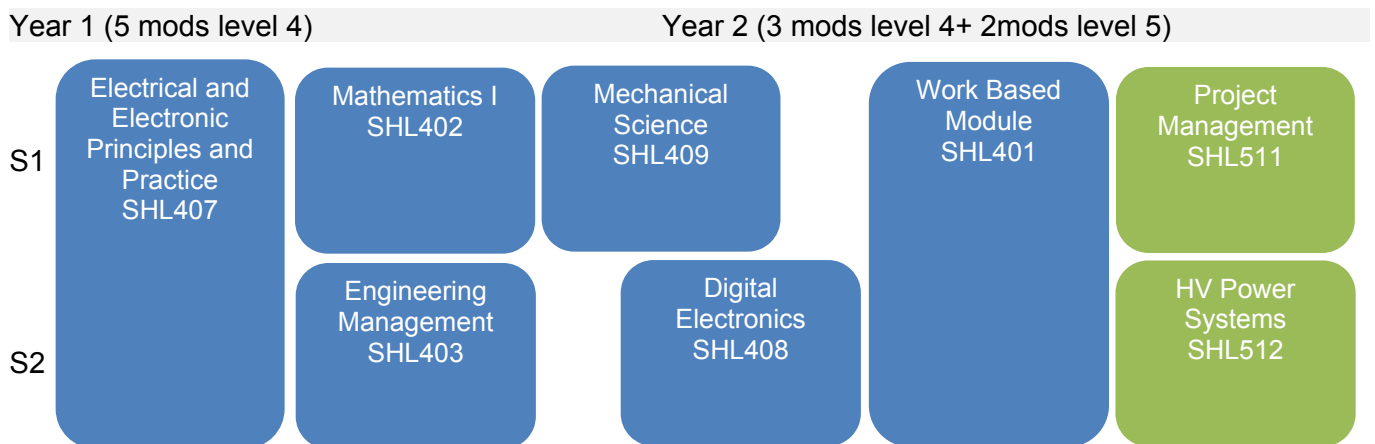 Year 1 (5 mods level 4)
Year 2 (3 mods level 4+ 2mods level 5)
S1
Electrical and
Electronic
Principles and
Practice
SHL407
Mathematics I
SHL402
Mechanical
Science
SHL409
Work Based
Module
SHL401
Project
Management
SHL511
S2
Engineering
Management
SHL403
Digital
Electronics
SHL408
HV Power
Systems
SHL512